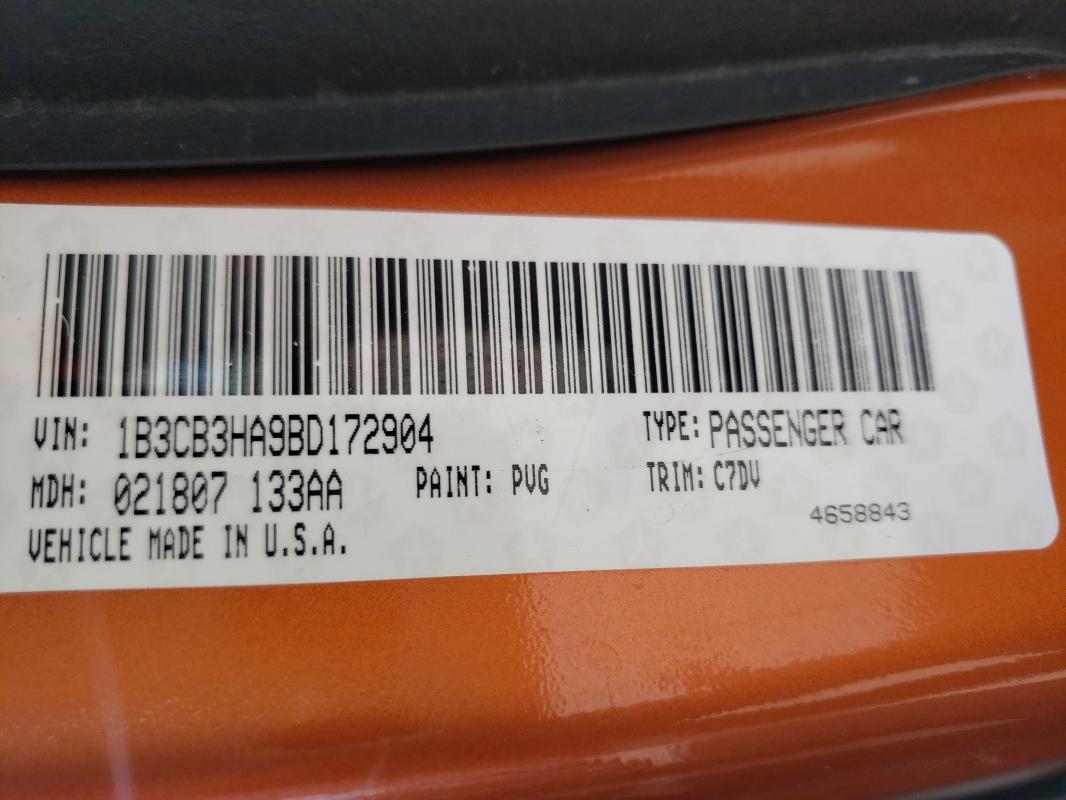 VIN: 1B3CB3HA9BD172904 TYPE: PASSENGER CAR
MDH: 021807 133AA PAINT: PVG TRIM: C7DV
4658843
VEHICLE MADE IN U.S.A.